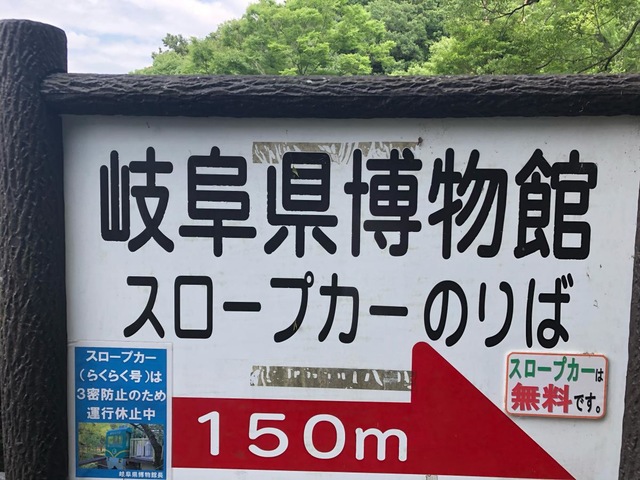 岐阜県博物館
スロープカーのりば
スロープカー
(らくらく号)は
3密防止のため
運行休止中
岐阜県博物館長
150m
スロープカーは
無料です。